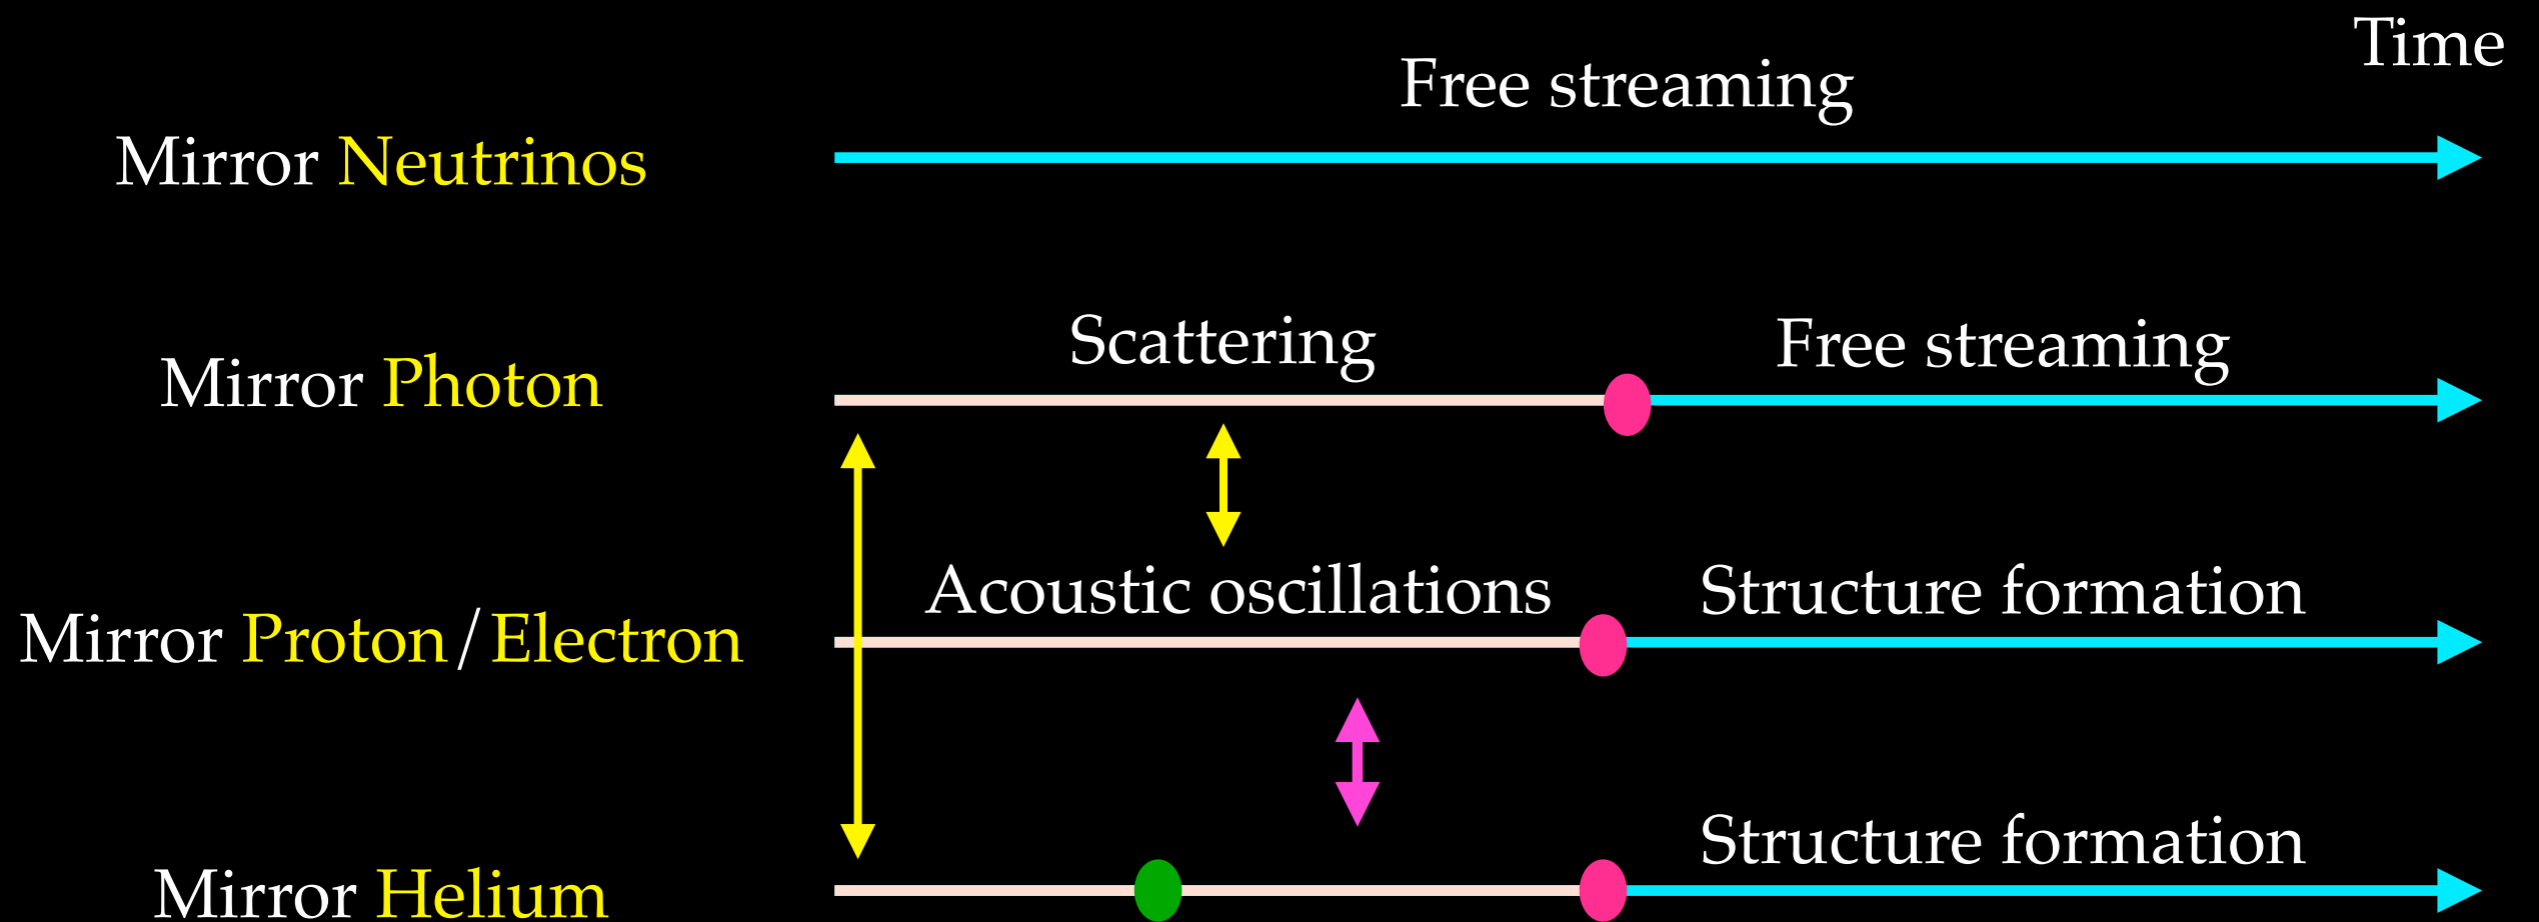 Time
Free streaming
Mirror Neutrinos
Scattering
Free streaming
Mirror Photon
Acoustic oscillations
Structure formation
Mirror Proton/Electron
Structure formation
Mirror Helium